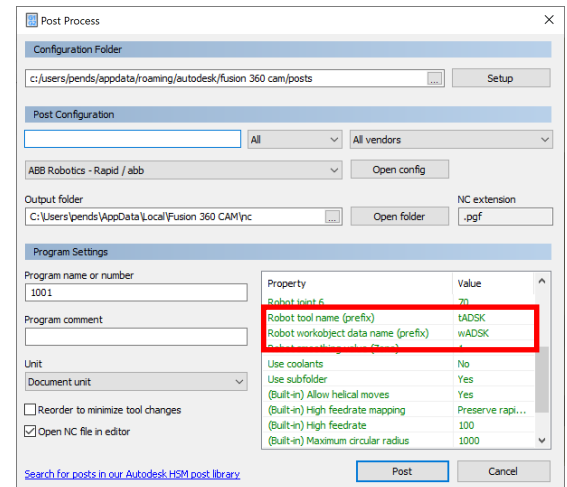 Post Process
Configuration Folder
c:/users/pends/appdata/roaming/autodesk/fusion 360 cam/posts
... Setup
Post Configuration
All All vendors
ABB Robotics - Rapid / abb Open config
Output folder NC extension
C:\Users\pends\AppData\Local\Fusion 360 CAM\nc ... Open folder .pgf
Program Settings
Program name or number
1001
Program comment
Unit
Document unit
Reorder to minimize tool changes
Open NC file in editor
Property Value
Robot joint 6 70
Robot tool name (prefix) tADSK
Robot workobject data name (prefix) wADSK
Robot smoothing value (Zone) 1
Use coolants No
Use subfolder Yes
(Built-in) Allow helical moves Yes
(Built-in) High feedrate mapping Preserve rapi...
(Built-in) High feedrate 100
(Built-in) Maximum circular radius 1000
Search for posts in our Autodesk HSM post library
Post Cancel